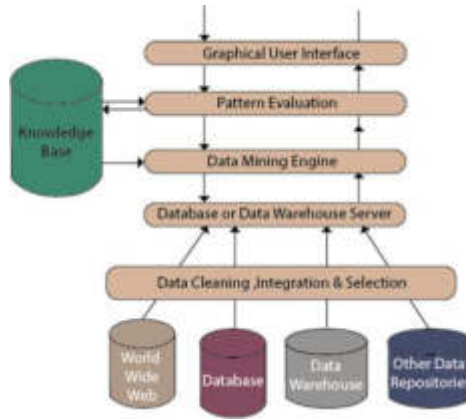 Graphical User Interface
Pattern Evaluation
Knowledge
Base
Data Mining Engine
Database or Data Warehouse Server
Data Cleaning ,Integration & Selection
World
Wide
Web
Database
Data
Warehouse
Other Data
Repositories